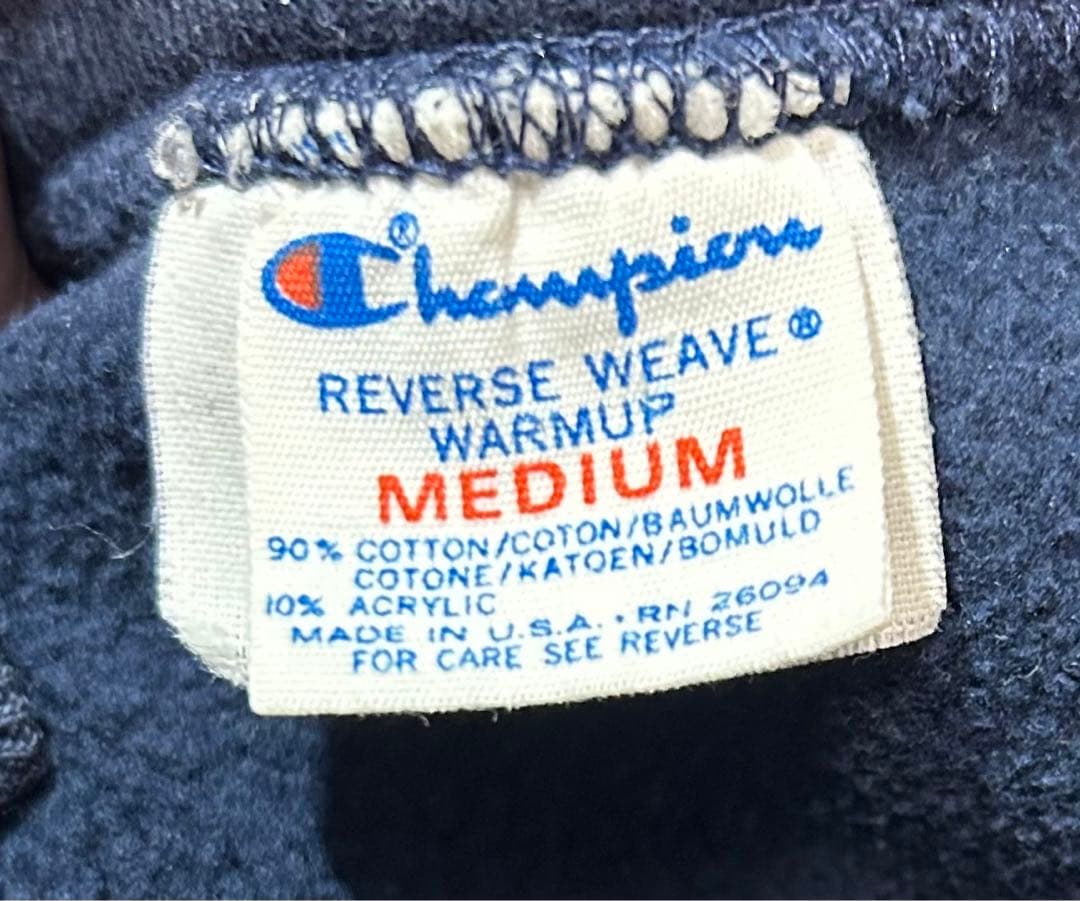 Champion®
REVERSE WEAVE®
WARMUP
MEDIUM
90% COTTON/COTON/BAUMWOLLE
COTONE/KATOEN/BOMULD
10% ACRYLIC
MADE IN U.S.A. · RN 26094
FOR CARE SEE REVERSE